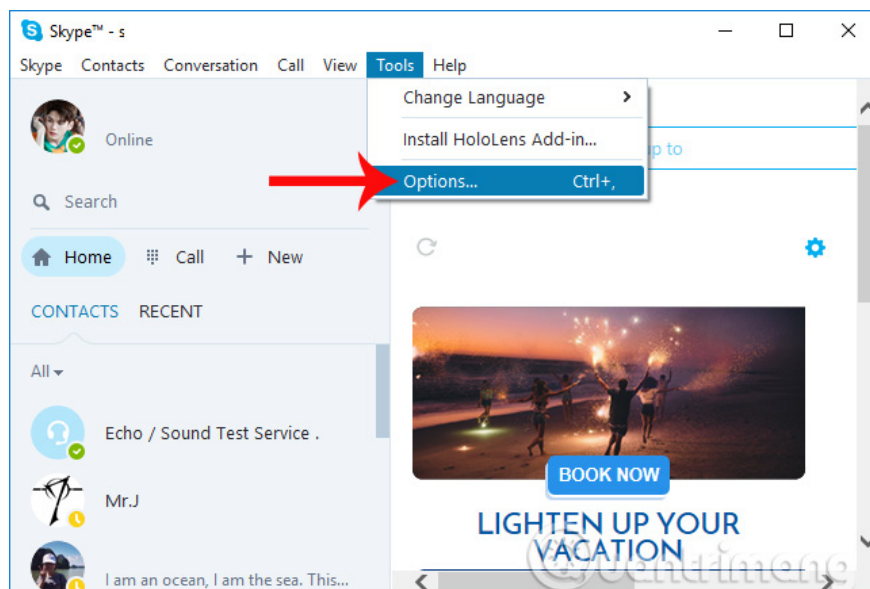 Skype™ - s
Skype Contacts Conversation Call View Tools Help
Change Language
Install HoloLens Add-in...
Options... Ctrl+,
Online
p to
Search
Home Call New
CONTACTS RECENT
All
Echo / Sound Test Service .
Mr.J
I am an ocean, I am the sea. This...
BOOK NOW
LIGHTEN UP YOUR
VACATION
uantrimang